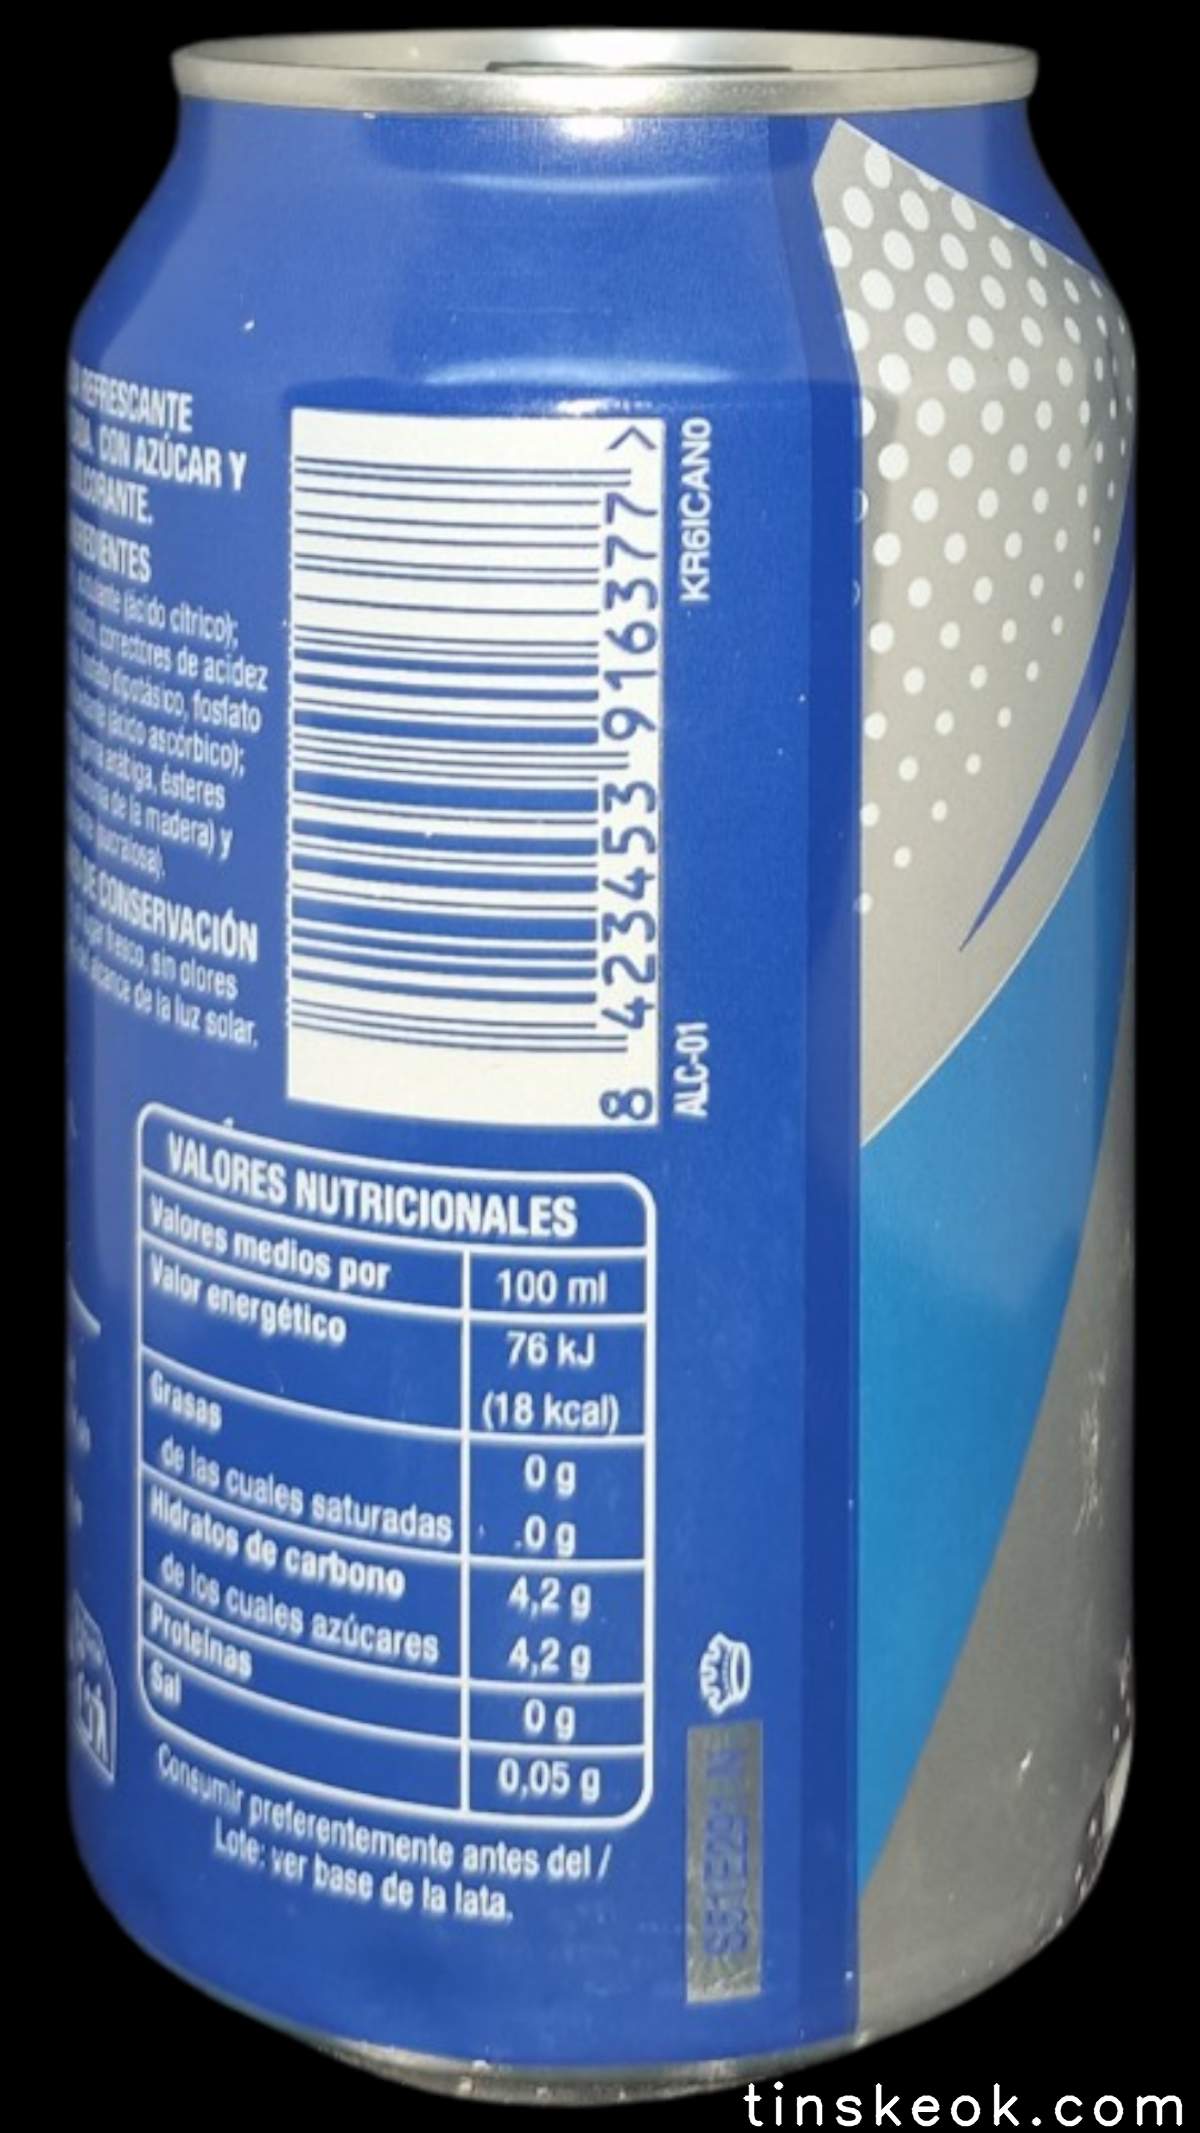 REFRESCANTE
CON AZÚCAR Y
(ácido cítrico);
correctores de acidez
dipotásico, fosfato
(ácido ascórbico);
arábiga, ésteres
de la madera) y
(sucralosa).
DE CONSERVACIÓN
fresco, sin olores
alcance de la luz solar.
8 423453 916377 >
KR6ICANO
ALC-01
VALORES NUTRICIONALES
Valores medios por 100 ml
Valor energético 76 kJ
(18 kcal)
Grasas 0 g
de las cuales saturadas 0 g
Hidratos de carbono 4,2 g
de los cuales azúcares 4,2 g
Proteínas 0 g
Sal 0,05 g
Consumir preferentemente antes del /
Lote: ver base de la lata.
tinskeok.com